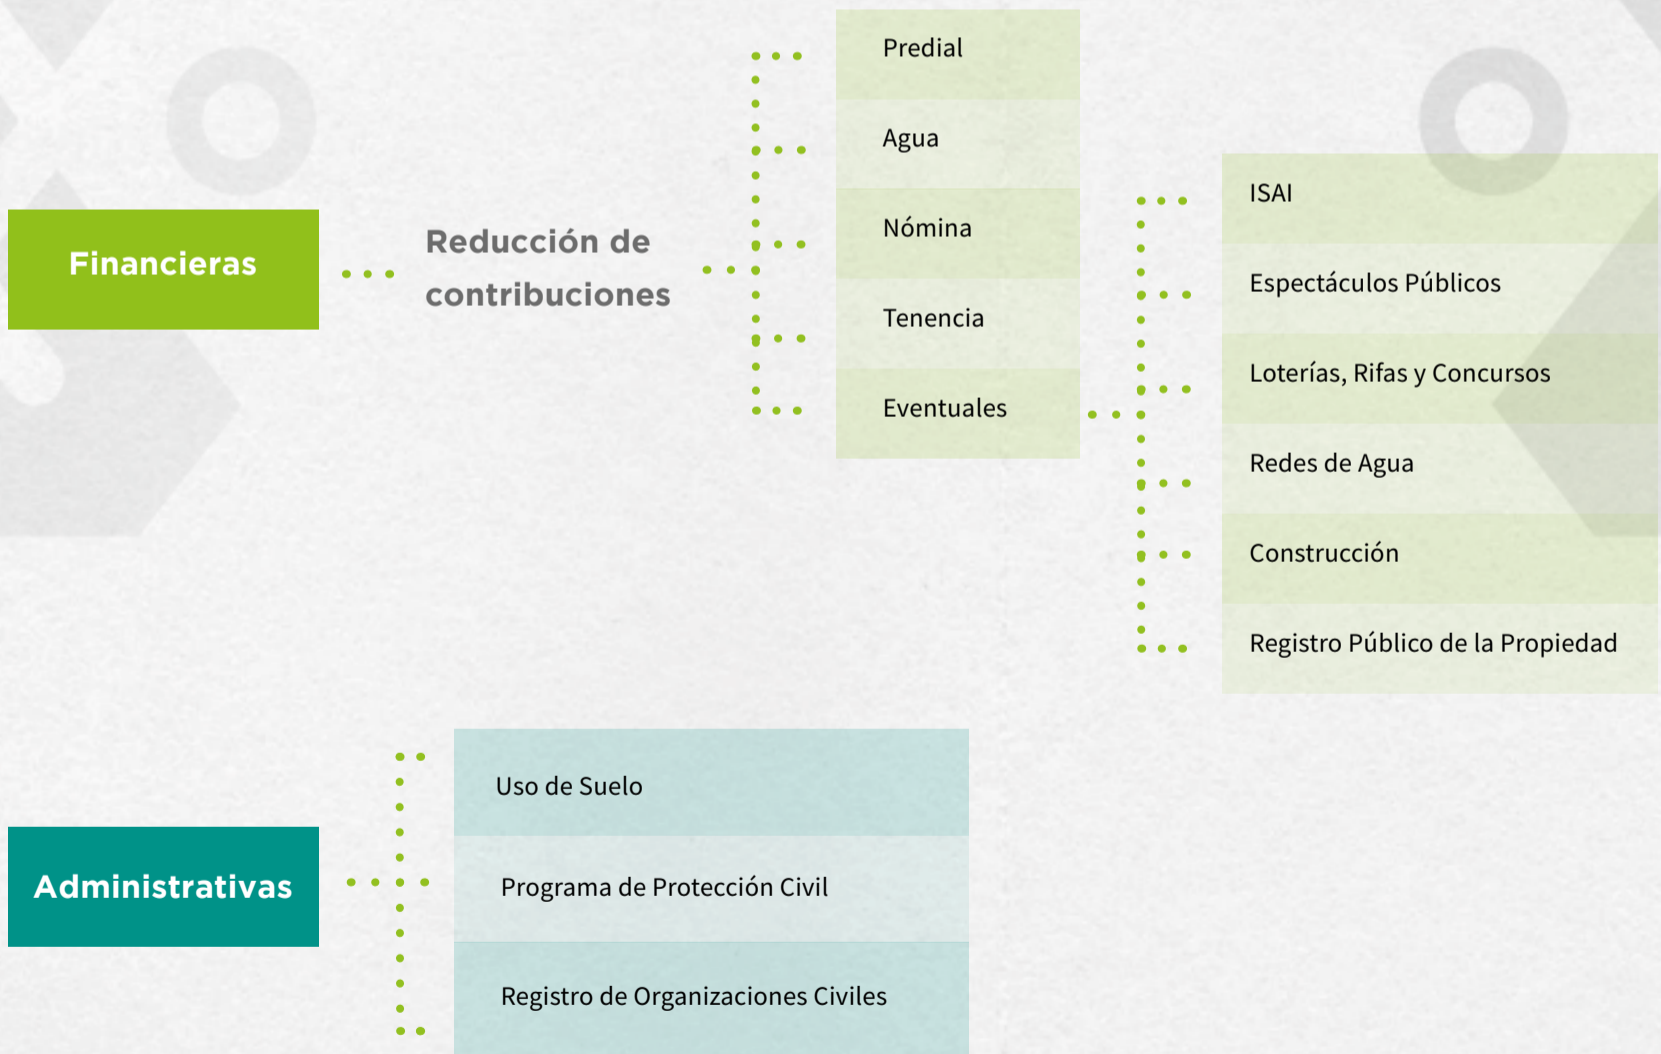 Financieras
Reducción de
contribuciones
Predial
Agua
Nómina
Tenencia
Eventuales
ISAI
Espectáculos Públicos
Loterías, Rifas y Concursos
Redes de Agua
Construcción
Registro Público de la Propiedad
Administrativas
Uso de Suelo
Programa de Protección Civil
Registro de Organizaciones Civiles